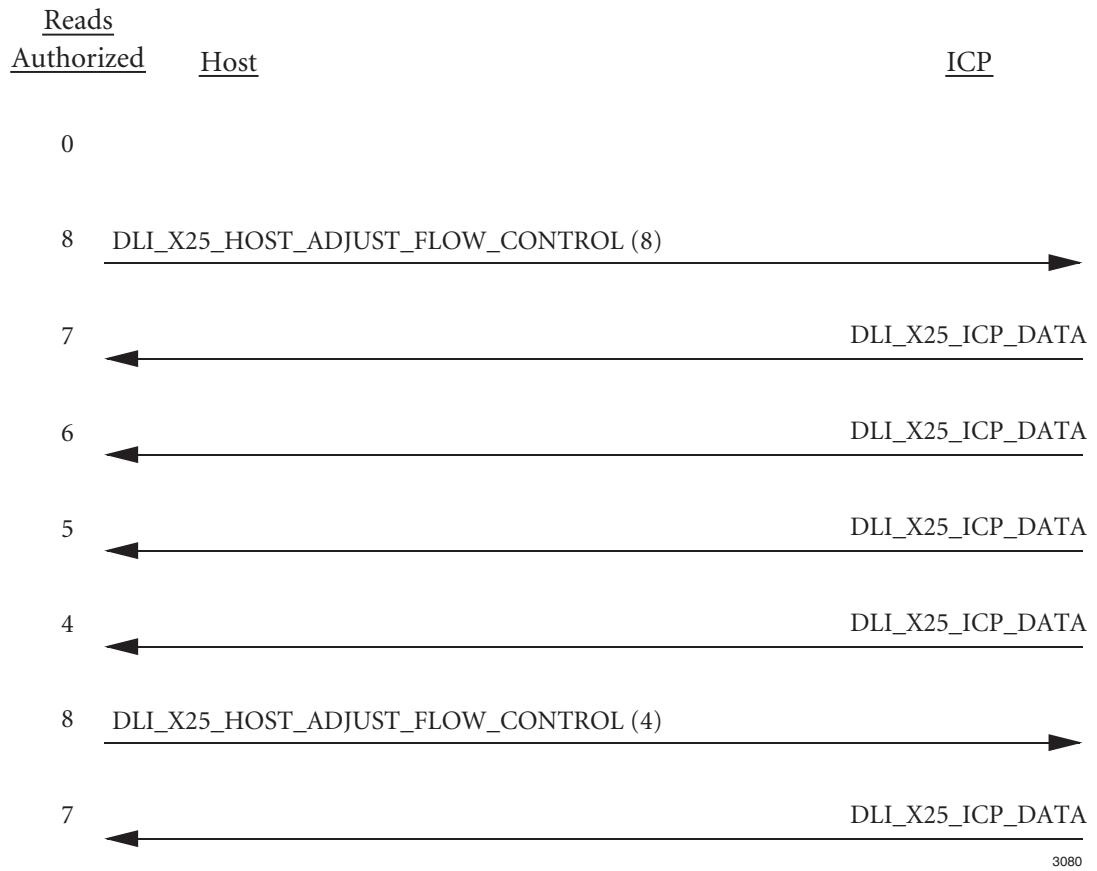 Reads
Authorized Host ICP
0
8 DLI_X25_HOST_ADJUST_FLOW_CONTROL (8)
7 DLI_X25_ICP_DATA
6 DLI_X25_ICP_DATA
5 DLI_X25_ICP_DATA
4 DLI_X25_ICP_DATA
8 DLI_X25_HOST_ADJUST_FLOW_CONTROL (4)
7 DLI_X25_ICP_DATA
3080